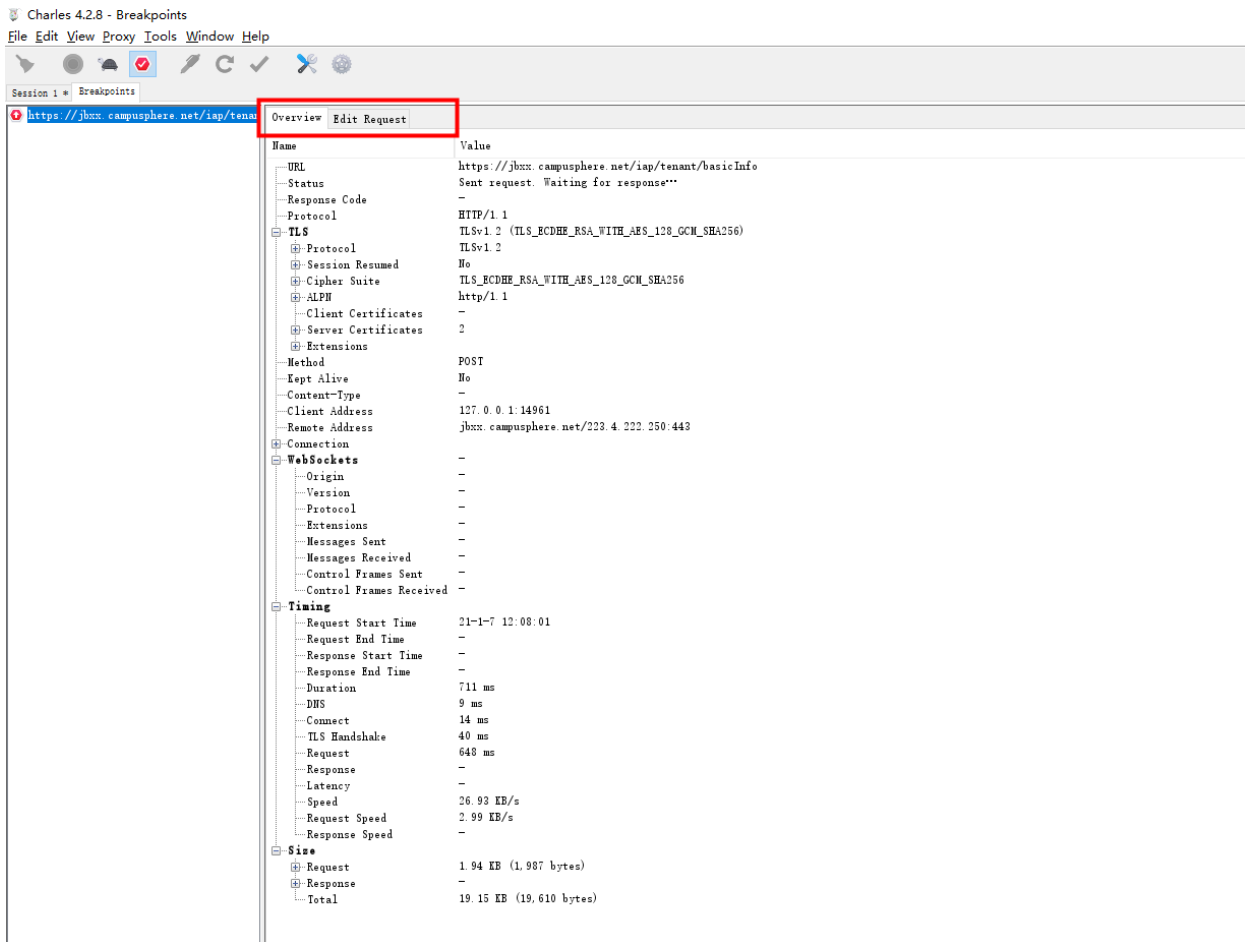 Charles 4.2.8 - Breakpoints
File Edit View Proxy Tools Window Help
Session 1 * Breakpoints
https://jbxx.campusphere.net/iap/tenan
Overview Edit Request
Name Value
URL https://jbxx.campusphere.net/iap/tenant/basicInfo
Status Sent request. Waiting for response…
Response Code –
Protocol HTTP/1.1
TLS TLSv1.2 (TLS_ECDHE_RSA_WITH_AES_128_GCM_SHA256)
Protocol TLSv1.2
Session Resumed No
Cipher Suite TLS_ECDHE_RSA_WITH_AES_128_GCM_SHA256
ALPN http/1.1
Client Certificates –
Server Certificates 2
Extensions
Method POST
Kept Alive No
Content-Type –
Client Address 127.0.0.1:14961
Remote Address jbxx.campusphere.net/223.4.222.250:443
Connection
WebSockets –
Origin –
Version –
Protocol –
Extensions –
Messages Sent –
Messages Received –
Control Frames Sent –
Control Frames Received –
Timing
Request Start Time 21-1-7 12:08:01
Request End Time –
Response Start Time –
Response End Time –
Duration 711 ms
DNS 9 ms
Connect 14 ms
TLS Handshake 40 ms
Request 648 ms
Response –
Latency –
Speed 26.93 KB/s
Request Speed 2.99 KB/s
Response Speed –
Size
Request 1.94 KB (1,987 bytes)
Response –
Total 19.15 KB (19,610 bytes)